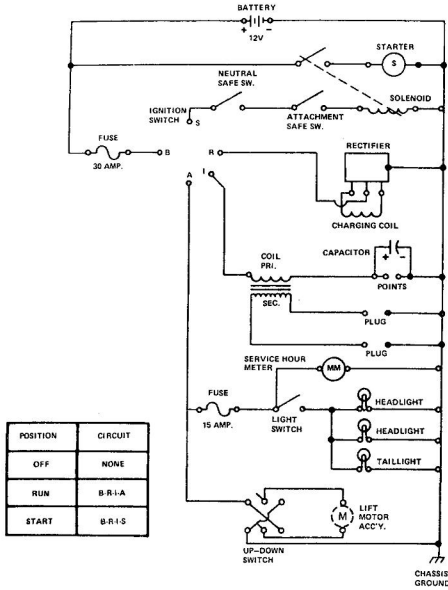 BATTERY
+ -
12V
STARTER
S
NEUTRAL
SAFE SW.
SOLENOID
IGNITION
SWITCH
S
ATTACHMENT
SAFE SW.
FUSE
30 AMP.
B
R
I
A
RECTIFIER
CHARGING COIL
COIL
PRI.
SEC.
CAPACITOR
+ -
POINTS
PLUG
PLUG
SERVICE HOUR
METER
MM
FUSE
15 AMP.
LIGHT
SWITCH
HEADLIGHT
HEADLIGHT
TAILLIGHT
POSITION CIRCUIT
OFF NONE
RUN B-R-I-A
START B-R-I-S
UP-DOWN
SWITCH
M
LIFT
MOTOR
ACC'Y.
CHASSIS
GROUND